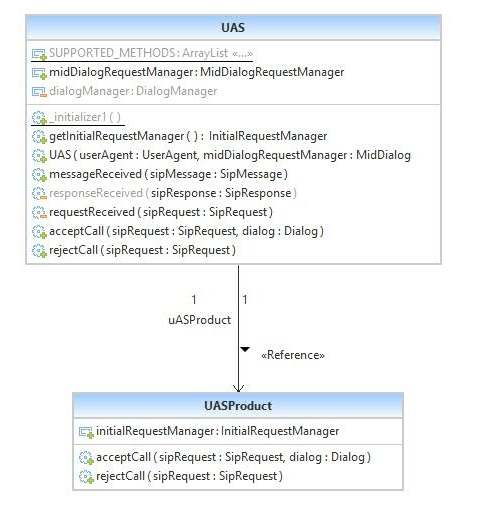 UAS
SUPPORTED_METHODS : ArrayList «...»
midDialogRequestManager : MidDialogRequestManager
dialogManager : DialogManager
_initializer1 ( )
getInitialRequestManager ( ) : InitialRequestManager
UAS ( userAgent : UserAgent, midDialogRequestManager : MidDialog
messageReceived ( sipMessage : SipMessage )
responseReceived ( sipResponse : SipResponse )
requestReceived ( sipRequest : SipRequest )
acceptCall ( sipRequest : SipRequest, dialog : Dialog )
rejectCall ( sipRequest : SipRequest )
1 1
uASProduct
«Reference»
UASProduct
initialRequestManager : InitialRequestManager
acceptCall ( sipRequest : SipRequest, dialog : Dialog )
rejectCall ( sipRequest : SipRequest )